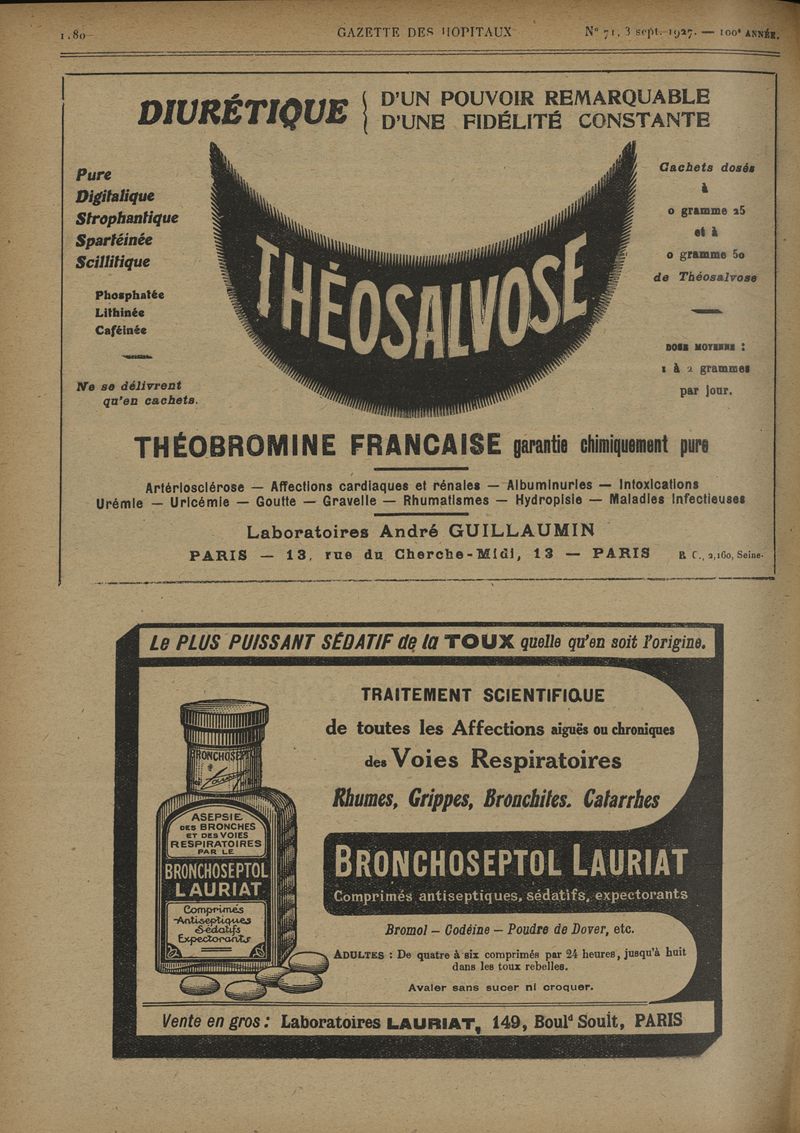 1.80
GAZETTE DES HOPITAUX
Nº 71, 3 sept. 1927. — 100e ANNÉE.
DIURÉTIQUE
D'UN POUVOIR REMARQUABLE
D'UNE FIDÉLITÉ CONSTANTE
Pure
Digitalique
Strophantique
Spartéinée
Scillitique
Phosphatée
Lithinée
Caféinée
Ne se délivrent
qu'en cachets.
THÉOSALVOSE
Cachets dosés
à
0 gramme 25
et à
0 gramme 50
de Théosalvose
DOSE MOYENNE :
1 à 2 grammes
par jour.
THÉOBROMINE FRANCAISE garantie chimiquement pure
Artériosclérose — Affections cardiaques et rénales — Albuminuries — Intoxications
Urémie — Uricémie — Goutte — Gravelle — Rhumatismes — Hydropisie — Maladies Infectieuses
Laboratoires André GUILLAUMIN
PARIS — 13, rue du Cherche-Midi, 13 — PARIS R. C., 2,160, Seine.
Le PLUS PUISSANT SÉDATIF de la TOUX quelle qu'en soit l'origine.
TRAITEMENT SCIENTIFIQUE
de toutes les Affections aiguës ou chroniques
des Voies Respiratoires
Rhumes, Grippes, Bronchites. Catarrhes
BRONCHOSEPTOL LAURIAT
Comprimés antiseptiques, sédatifs, expectorants
Bromol — Codéine — Poudre de Dover, etc.
ADULTES : De quatre à six comprimés par 24 heures, jusqu'à huit
dans les toux rebelles.
Avaler sans sucer ni croquer.
BRONCHOSEPT
ASEPSIE
DES BRONCHES
ET DES VOIES
RESPIRATOIRES
PAR LE
BRONCHOSEPTOL
LAURIAT
Comprimés
Antiseptiques
Sédatifs
Expectorants
Vente en gros : Laboratoires LAURIAT, 149, Bould Soult, PARIS